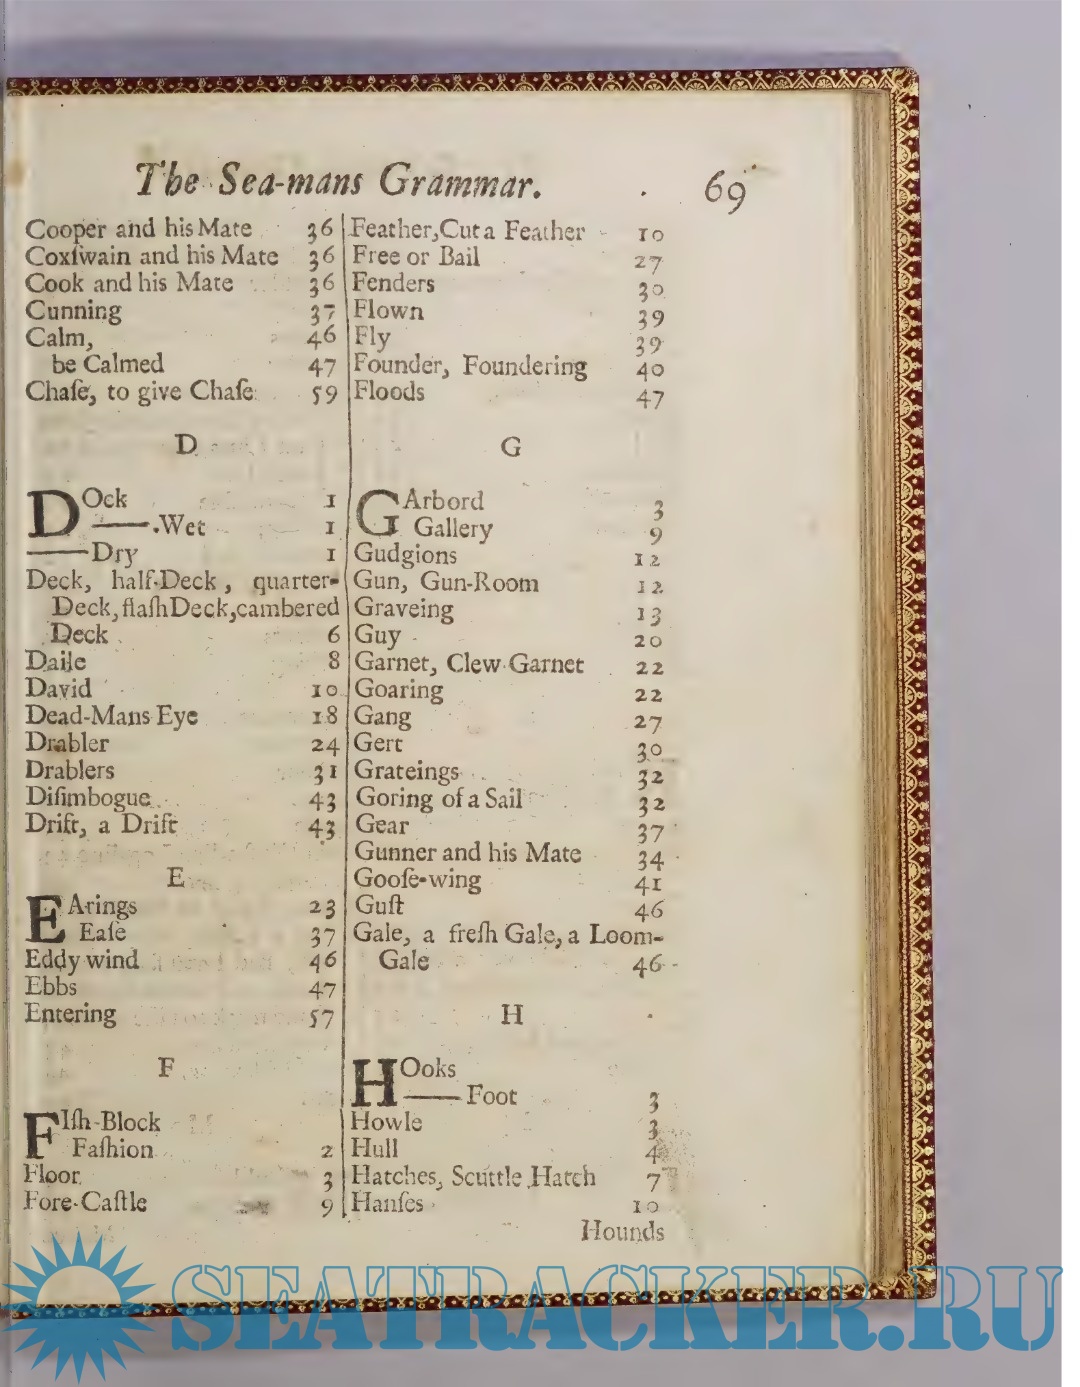 The Sea-mans Grammar. 69
Cooper and his Mate 36
Coxſwain and his Mate 36
Cook and his Mate 36
Cunning 37
Calm, 46
be Calmed 47
Chaſe, to give Chaſe 59
D
DOck 1
——.Wet 1
——Dry 1
Deck, half-Deck, quarter-
Deck, flaſh Deck, cambered
Deck 6
Daile 8
David 10
Dead-Mans Eye 18
Drabler 24
Drablers 31
Diſimbogue 43
Drift, a Drift 43
E
EArings 23
Eaſe 37
Eddy wind 46
Ebbs 47
Entering 57
F
FIſh-Block
Faſhion 2
Floor 3
Fore-Caſtle 9
Feather, Cut a Feather 10
Free or Bail 27
Fenders 30
Flown 39
Fly 39
Founder, Foundering 40
Floods 47
G
GArbord 3
Gallery 9
Gudgions 12
Gun, Gun-Room 12
Graveing 13
Guy 20
Garnet, Clew Garnet 22
Goaring 22
Gang 27
Gert 30
Grateings 32
Goring of a Sail 32
Gear 37
Gunner and his Mate 34
Gooſe-wing 41
Guſt 46
Gale, a freſh Gale, a Loom-
Gale 46
H
HOoks
——Foot 3
Howle 3
Hull 4
Hatches, Scuttle Hatch 7
Hanſes 10
Hounds
SEATRACKER.RU